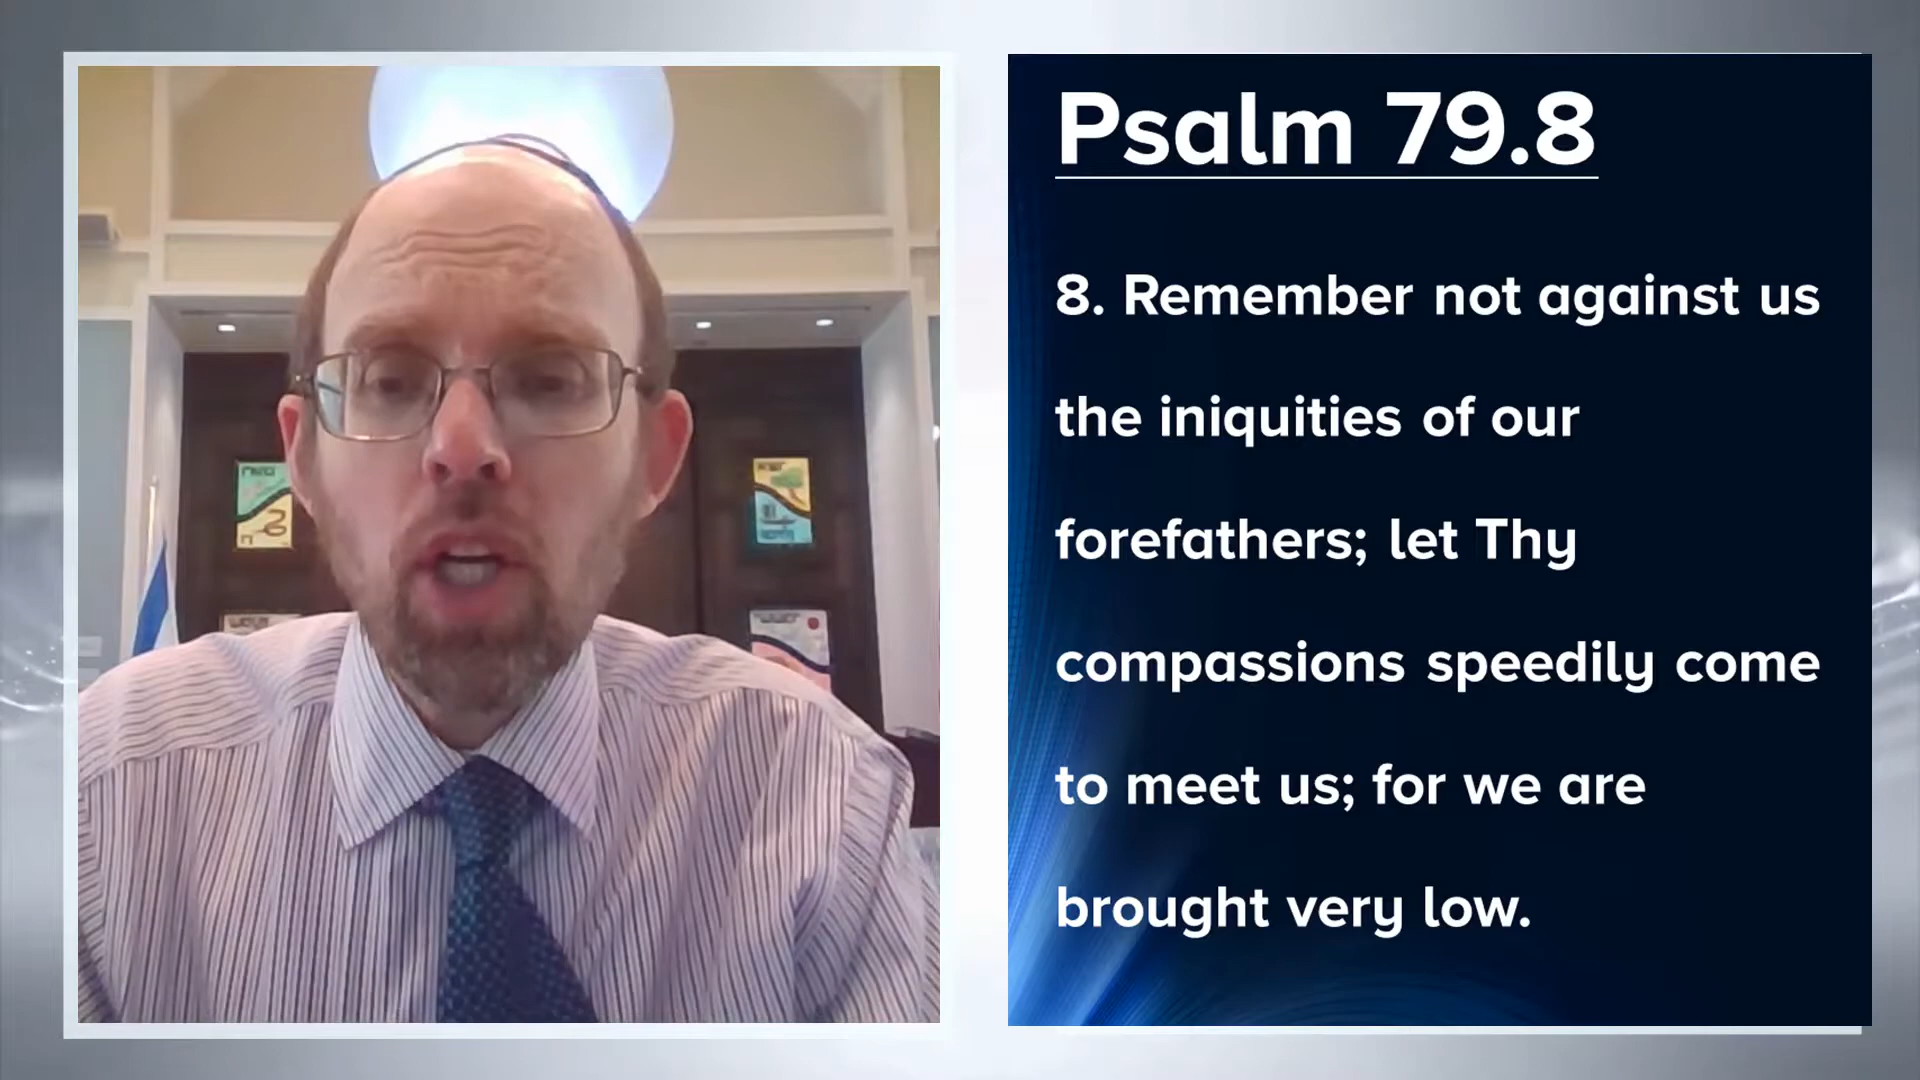 Psalm 79.8
8. Remember not against us
the iniquities of our
forefathers; let Thy
compassions speedily come
to meet us; for we are
brought very low.